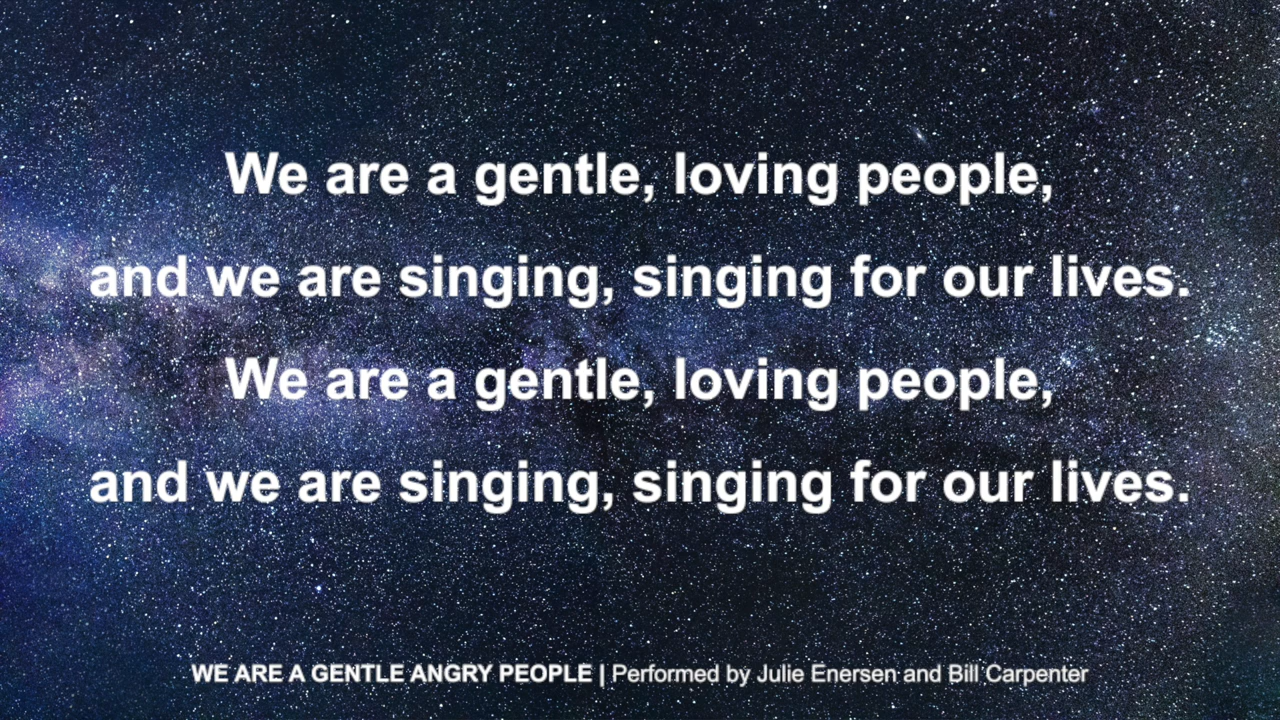 We are a gentle, loving people,
and we are singing, singing for our lives.
We are a gentle, loving people,
and we are singing, singing for our lives.
WE ARE A GENTLE ANGRY PEOPLE | Performed by Julie Enersen and Bill Carpenter